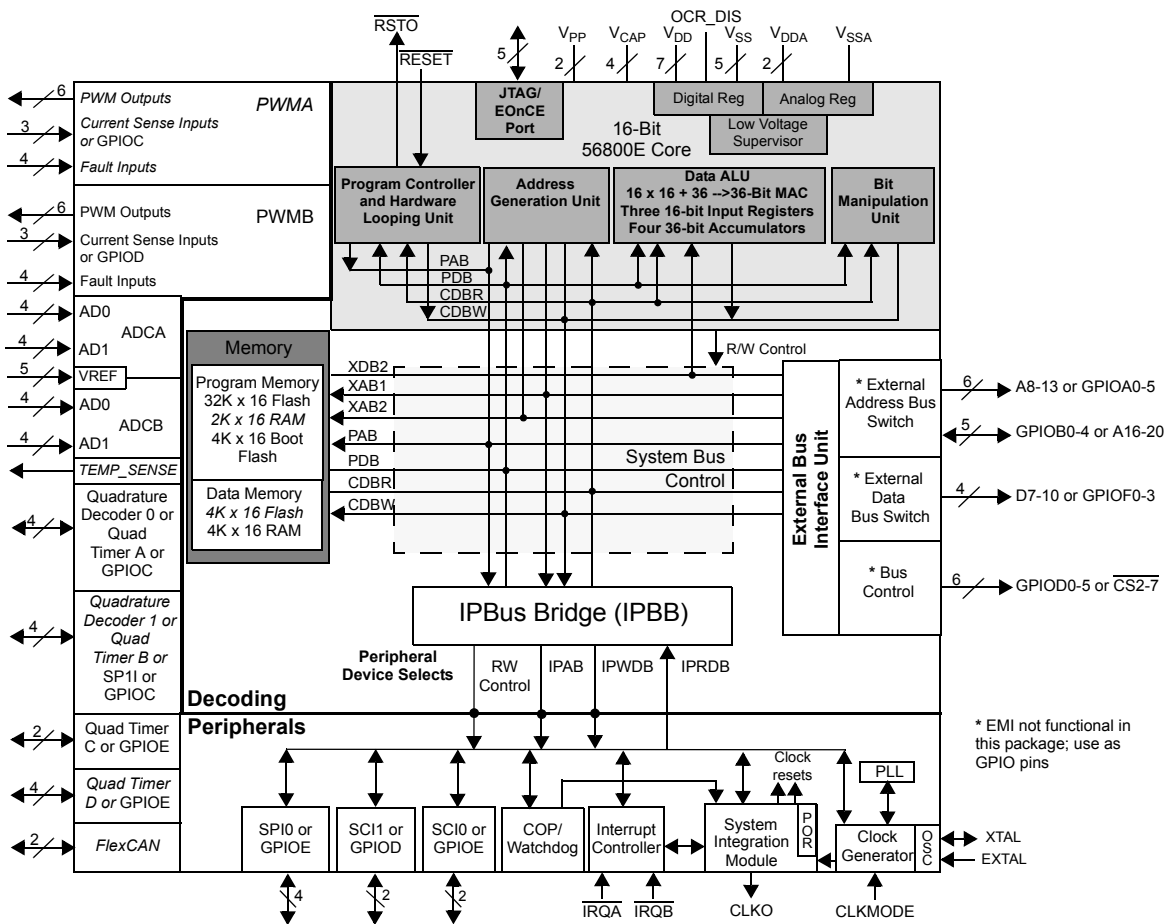 RSTO
RESET
5
VPP
2
VCAP
4
VDD
7
OCR_DIS
VSS
5
VDDA
2
VSSA
6
PWM Outputs
PWMA
3
Current Sense Inputs
or GPIOC
4
Fault Inputs
6
PWM Outputs
PWMB
3
Current Sense Inputs
or GPIOD
4
Fault Inputs
4
AD0
ADCA
4
AD1
5
VREF
4
AD0
ADCB
4
AD1
TEMP_SENSE
4
Quadrature
Decoder 0 or
Quad
Timer A or
GPIOC
4
Quadrature
Decoder 1 or
Quad
Timer B or
SP1I or
GPIOC
2
Quad Timer
C or GPIOE
4
Quad Timer
D or GPIOE
2
FlexCAN
JTAG/
EOnCE
Port
Digital Reg
Analog Reg
Low Voltage
Supervisor
16-Bit
56800E Core
Program Controller
and Hardware
Looping Unit
Address
Generation Unit
Data ALU
16 x 16 + 36 -->36-Bit MAC
Three 16-bit Input Registers
Four 36-bit Accumulators
Bit
Manipulation
Unit
PAB
PDB
CDBR
CDBW
R/W Control
Memory
Program Memory
32K x 16 Flash
2K x 16 RAM
4K x 16 Boot
Flash
Data Memory
4K x 16 Flash
4K x 16 RAM
XDB2
XAB1
XAB2
PAB
PDB
CDBR
CDBW
System Bus
Control
External Bus
Interface Unit
* External
Address Bus
Switch
* External
Data
Bus Switch
* Bus
Control
6
A8-13 or GPIOA0-5
5
GPIOB0-4 or A16-20
4
D7-10 or GPIOF0-3
6
GPIOD0-5 or CS2-7
IPBus Bridge (IPBB)
Peripheral
Device Selects
RW
Control
IPAB
IPWDB
IPRDB
Decoding
Peripherals
* EMI not functional in
this package; use as
GPIO pins
Clock
resets
PLL
SPI0 or
GPIOE
SCI1 or
GPIOD
SCI0 or
GPIOE
COP/
Watchdog
Interrupt
Controller
System
Integration
Module
POR
Clock
Generator
OSC
XTAL
EXTAL
4
2
2
IRQA
IRQB
CLKO
CLKMODE